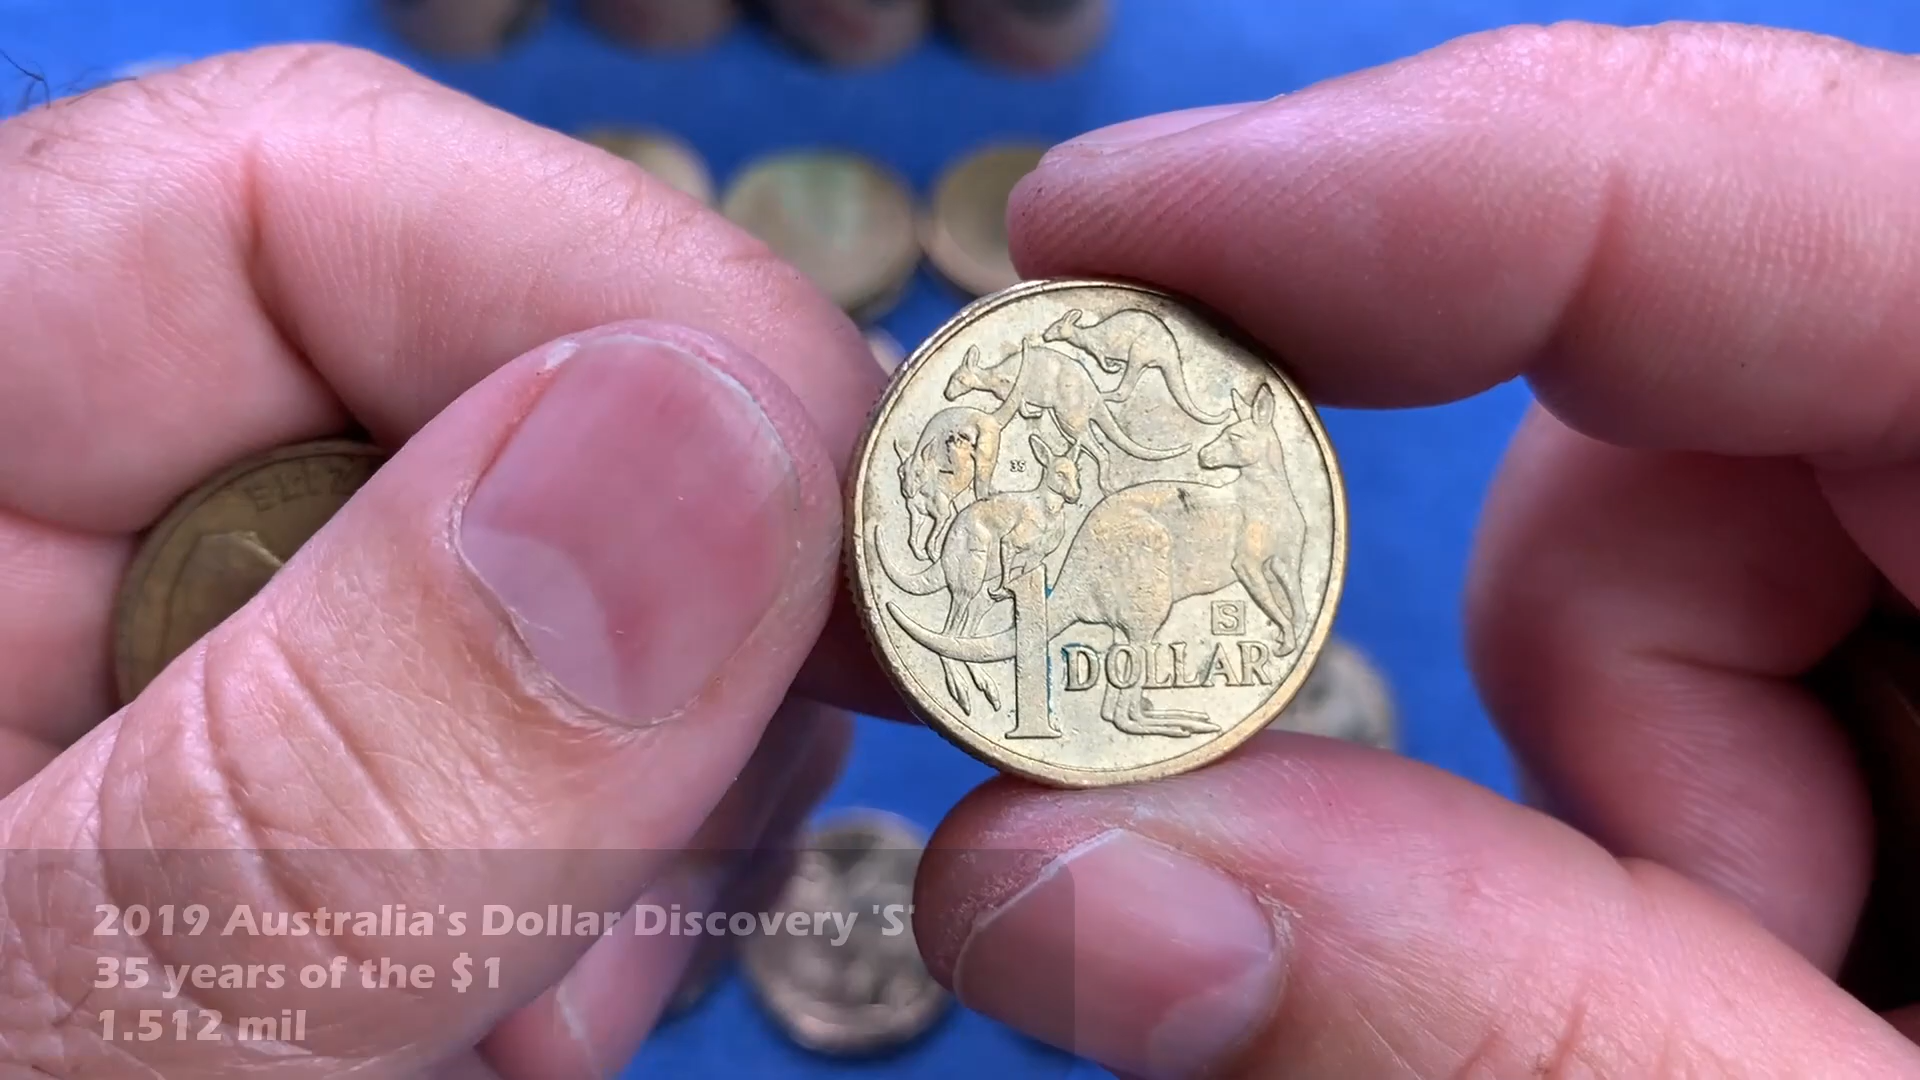 35
S
1
DOLLAR
2019 Australia's Dollar Discovery 'S'
35 years of the $1
1.512 mil